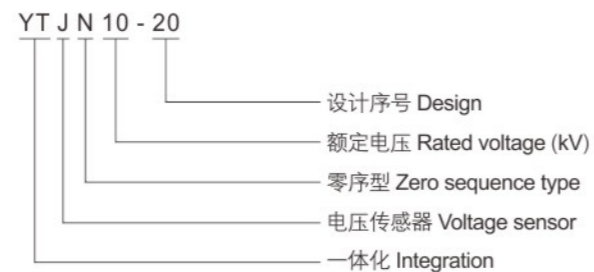 YT J N 10 - 20
设计序号 Design
额定电压 Rated voltage (kV)
零序型 Zero sequence type
电压传感器 Voltage sensor
一体化 Integration